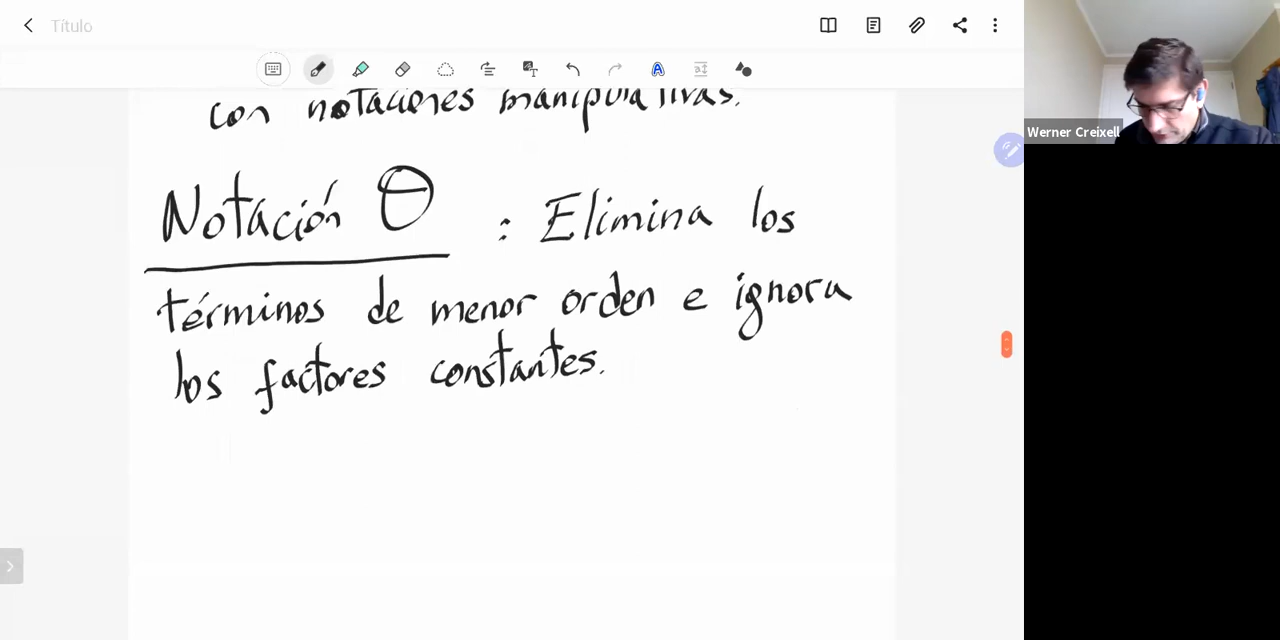 Título
con notaciones manipulativas.
Werner Creixell
Notación Θ : Elimina los
términos de menor orden e ignora
los factores constantes.